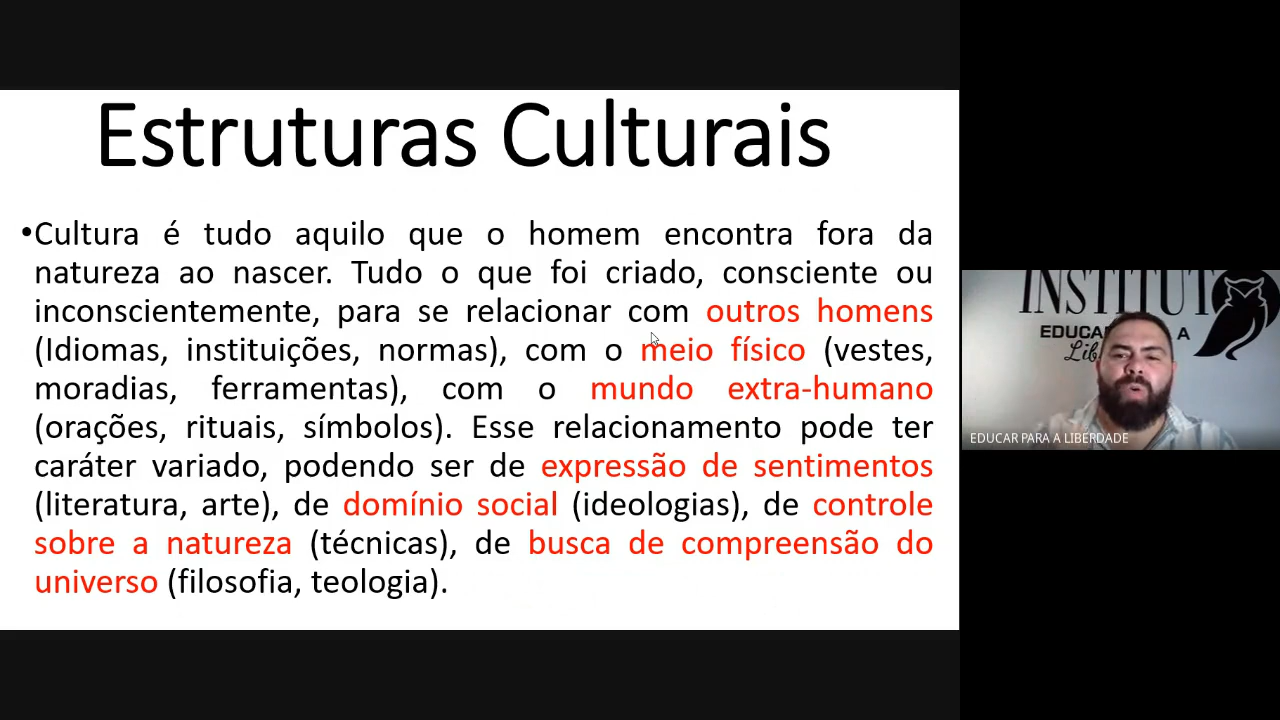 Estruturas Culturais
•Cultura é tudo aquilo que o homem encontra fora da
natureza ao nascer. Tudo o que foi criado, consciente ou
inconscientemente, para se relacionar com outros homens
(Idiomas, instituições, normas), com o meio físico (vestes,
moradias, ferramentas), com o mundo extra-humano
(orações, rituais, símbolos). Esse relacionamento pode ter
caráter variado, podendo ser de expressão de sentimentos
(literatura, arte), de domínio social (ideologias), de controle
sobre a natureza (técnicas), de busca de compreensão do
universo (filosofia, teologia).
INSTITUT
EDUCA A
Lib
EDUCAR PARA A LIBERDADE